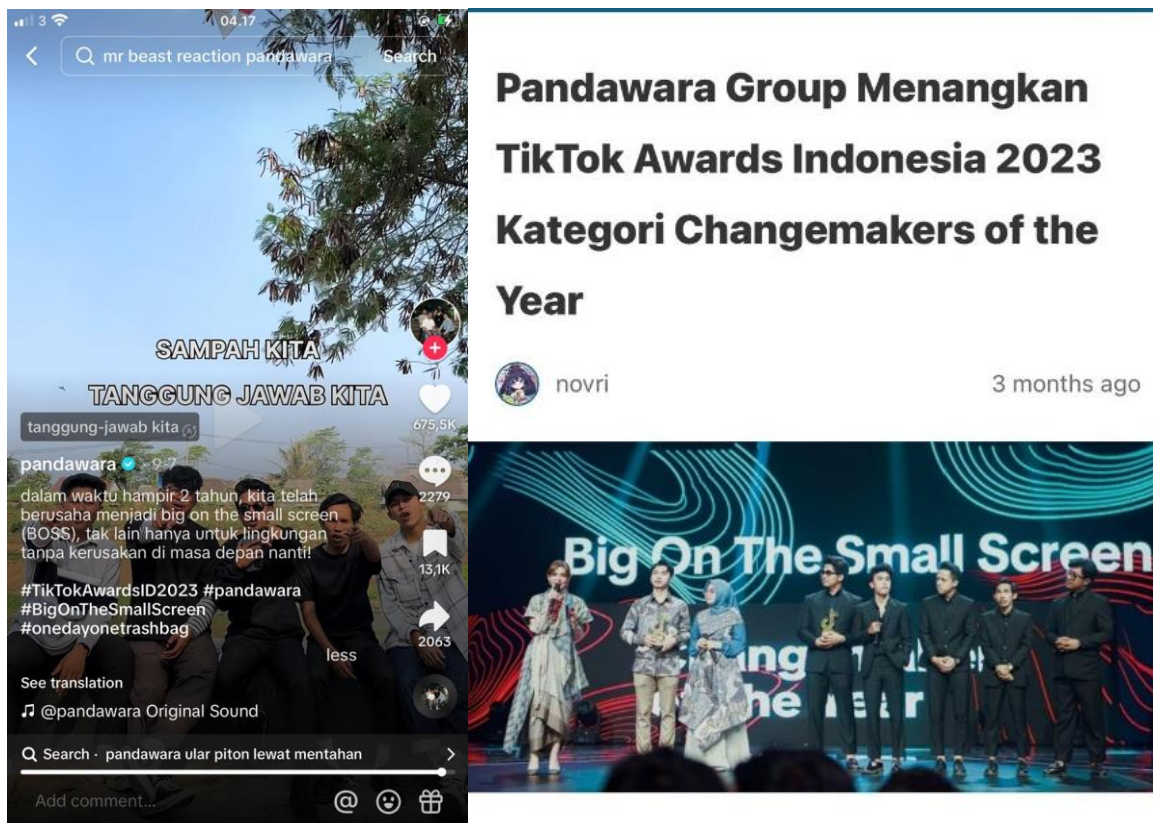 3
04.17
mr beast reaction pandawara
Search
SAMPAH KITA
TANGGUNG JAWAB KITA
tanggung-jawab kita
675,5K
pandawara · 9-7
dalam waktu hampir 2 tahun, kita telah
berusaha menjadi big on the small screen
(BOSS), tak lain hanya untuk lingkungan
tanpa kerusakan di masa depan nanti!
2279
13,1K
#TikTokAwardsID2023 #pandawara
#BigOnTheSmallScreen
#onedayonetrashbag
2063
less
See translation
@pandawara Original Sound
Search · pandawara ular piton lewat mentahan
Add comment...
Pandawara Group Menangkan
TikTok Awards Indonesia 2023
Kategori Changemakers of the
Year
novri
3 months ago
Big On The Small Screen